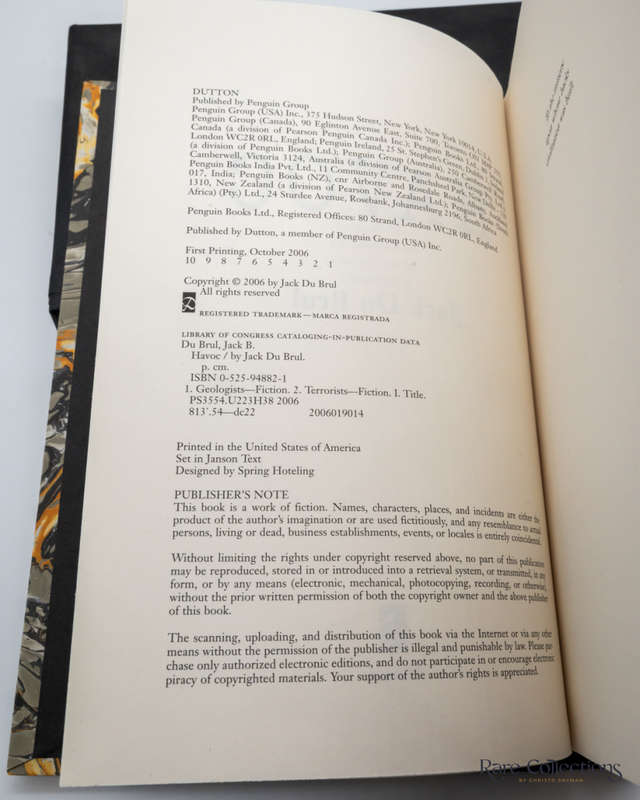 DUTTON
Published by Penguin Group
Penguin Group (USA) Inc., 375 Hudson Street, New York, New York 10014, U.S.A.
Penguin Group (Canada), 90 Eglinton Avenue East, Suite 700, Toronto, ON
Canada (a division of Pearson Penguin Canada Inc.); Penguin Books Ltd, 80
London WC2R 0RL, England; Penguin Ireland, 25 St. Stephen's Green, Dublin 2, Ireland
(a division of Penguin Books Ltd.); Penguin Group (Australia), 250 Camberwell
Camberwell, Victoria 3124, Australia (a division of Pearson Australia Group Pty. Ltd.);
Penguin Books India Pvt. Ltd., 11 Community Centre, Panchsheel Park, New Delhi 110
017, India; Penguin Books (NZ), cnr Airborne and Rosedale Roads, Albany, Auckland
1310, New Zealand (a division of Pearson New Zealand Ltd.); Penguin Books (South
Africa) (Pty.) Ltd., 24 Sturdee Avenue, Rosebank, Johannesburg 2196, South Africa
Penguin Books Ltd., Registered Offices: 80 Strand, London WC2R 0RL, England
Published by Dutton, a member of Penguin Group (USA) Inc.
First Printing, October 2006
10 9 8 7 6 5 4 3 2 1
Copyright © 2006 by Jack Du Brul
All rights reserved
REGISTERED TRADEMARK—MARCA REGISTRADA
LIBRARY OF CONGRESS CATALOGING-IN-PUBLICATION DATA
Du Brul, Jack B.
Havoc / by Jack Du Brul.
p. cm.
ISBN 0-525-94882-1
1. Geologists—Fiction. 2. Terrorists—Fiction. I. Title.
PS3554.U223H38 2006
813'.54—dc22 2006019014
Printed in the United States of America
Set in Janson Text
Designed by Spring Hoteling
PUBLISHER'S NOTE
This book is a work of fiction. Names, characters, places, and incidents are either the
product of the author's imagination or are used fictitiously, and any resemblance to actual
persons, living or dead, business establishments, events, or locales is entirely coincidental.
Without limiting the rights under copyright reserved above, no part of this publication
may be reproduced, stored in or introduced into a retrieval system, or transmitted, in any
form, or by any means (electronic, mechanical, photocopying, recording, or otherwise),
without the prior written permission of both the copyright owner and the above publisher
of this book.
The scanning, uploading, and distribution of this book via the Internet or via any other
means without the permission of the publisher is illegal and punishable by law. Please pur-
chase only authorized electronic editions, and do not participate in or encourage electronic
piracy of copyrighted materials. Your support of the author's rights is appreciated.
Rare Collections
BY CHRISTO SNYMAN